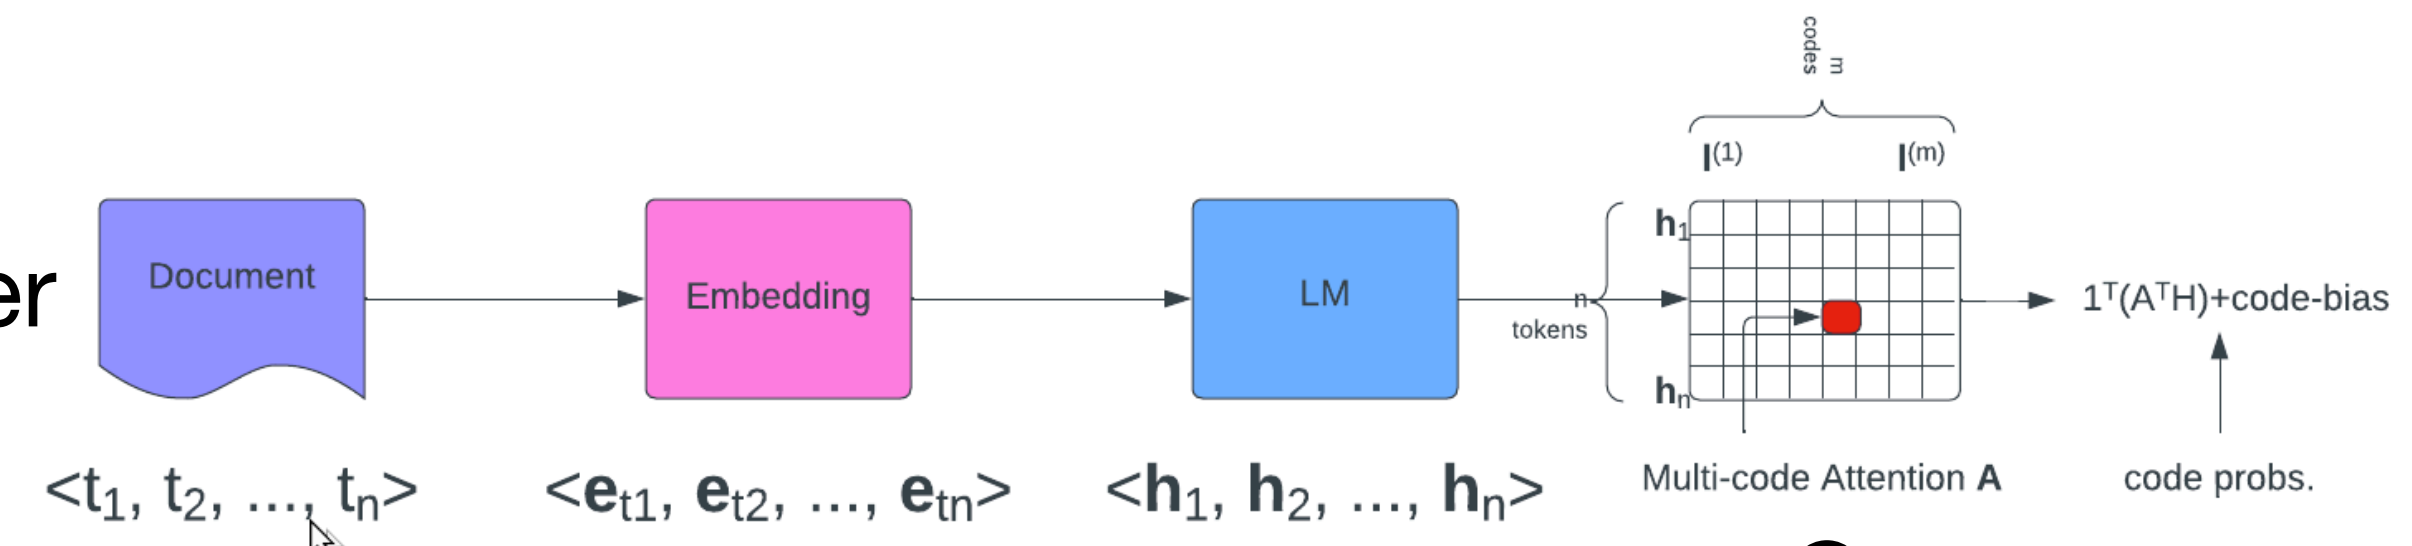 m
codes
l(1)
l(m)
er
Document
Embedding
LM
n
tokens
h1
hn
1T(ATH)+code-bias
<t1, t2, ..., tn>
<et1, et2, ..., etn>
<h1, h2, ..., hn>
Multi-code Attention A
code probs.